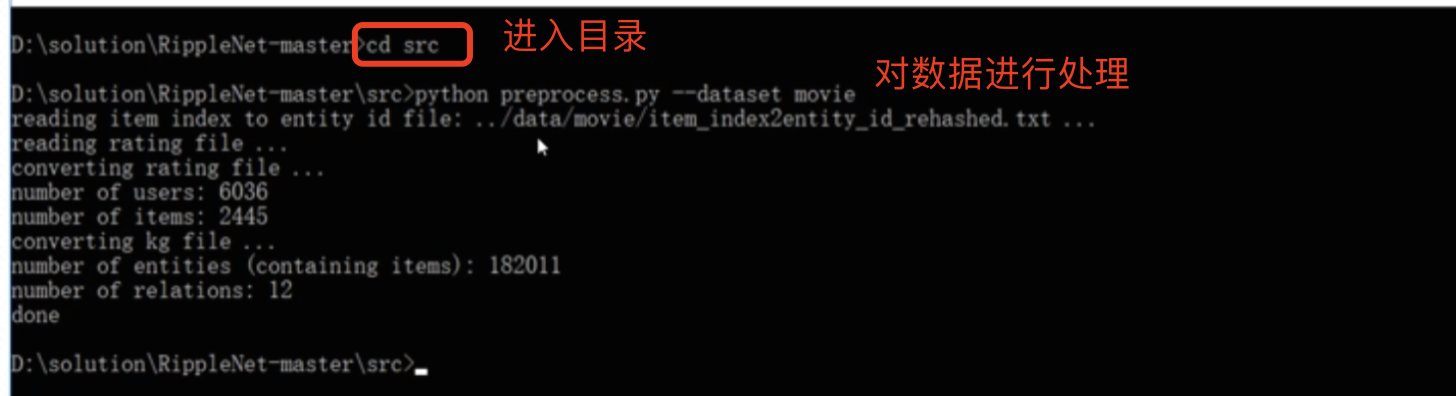 D:\solution\RippleNet-master>cd src
进入目录
对数据进行处理
D:\solution\RippleNet-master\src>python preprocess.py --dataset movie
reading item index to entity id file: ../data/movie/item_index2entity_id_rehashed.txt ...
reading rating file ...
converting rating file ...
number of users: 6036
number of items: 2445
converting kg file ...
number of entities (containing items): 182011
number of relations: 12
done
D:\solution\RippleNet-master\src>